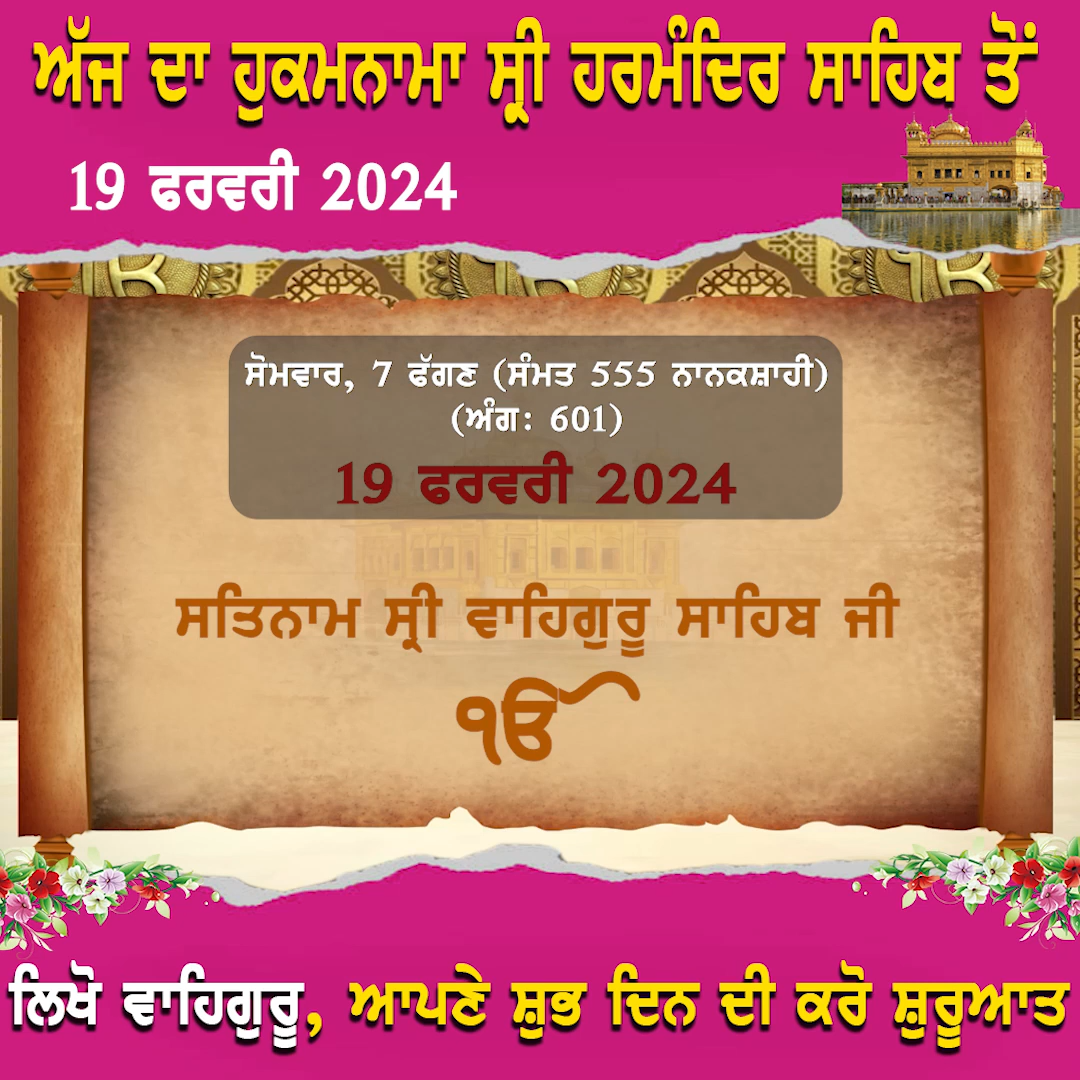 ਅੱਜ ਦਾ ਹੁਕਮਨਾਮਾ ਸ੍ਰੀ ਹਰਮੰਦਿਰ ਸਾਹਿਬ ਤੋਂ
19 ਫਰਵਰੀ 2024
ਸੋਮਵਾਰ, 7 ਫੱਗਣ (ਸੰਮਤ 555 ਨਾਨਕਸ਼ਾਹੀ)
(ਅੰਗ: 601)
19 ਫਰਵਰੀ 2024
ਸਤਿਨਾਮ ਸ੍ਰੀ ਵਾਹਿਗੁਰੂ ਸਾਹਿਬ ਜੀ
ੴ
ਲਿਖੋ ਵਾਹਿਗੁਰੂ, ਆਪਣੇ ਸ਼ੁਭ ਦਿਨ ਦੀ ਕਰੋ ਸ਼ੁਰੂਆਤ